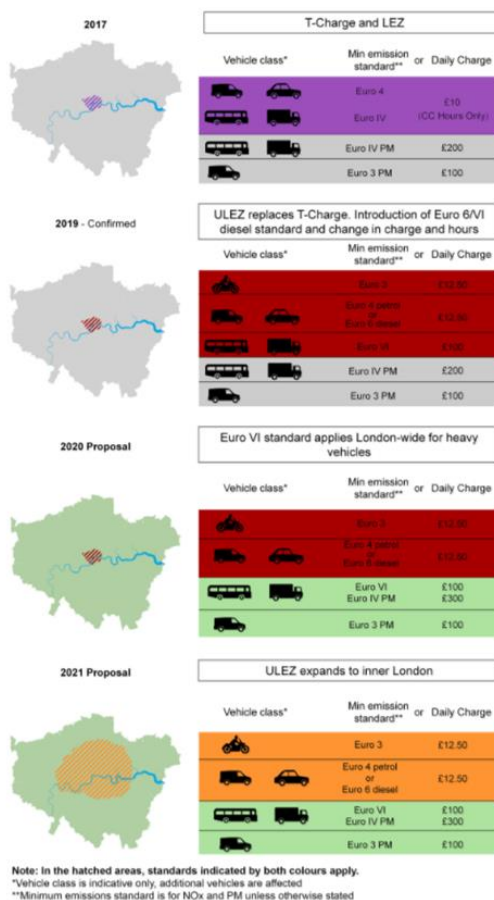 2017
T-Charge and LEZ
Vehicle class*
Min emission
standard**
or
Daily Charge
Euro 4
Euro IV
£10
(CC Hours Only)
Euro IV PM
£200
Euro 3 PM
£100
2019 - Confirmed
ULEZ replaces T-Charge. Introduction of Euro 6/VI
diesel standard and change in charge and hours
Vehicle class*
Min emission
standard**
or
Daily Charge
Euro 3
£12.50
Euro 4 petrol
or
Euro 6 diesel
£12.50
Euro VI
£100
Euro IV PM
£200
Euro 3 PM
£100
2020 Proposal
Euro VI standard applies London-wide for heavy
vehicles
Vehicle class*
Min emission
standard**
or
Daily Charge
Euro 3
£12.50
Euro 4 petrol
or
Euro 6 diesel
£12.50
Euro VI
£100
Euro IV PM
£300
Euro 3 PM
£100
2021 Proposal
ULEZ expands to inner London
Vehicle class*
Min emission
standard**
or
Daily Charge
Euro 3
£12.50
Euro 4 petrol
or
Euro 6 diesel
£12.50
Euro VI
£100
Euro IV PM
£300
Euro 3 PM
£100
Note: In the hatched areas, standards indicated by both colours apply.
*Vehicle class is indicative only, additional vehicles are affected
**Minimum emissions standard is for NOx and PM unless otherwise stated